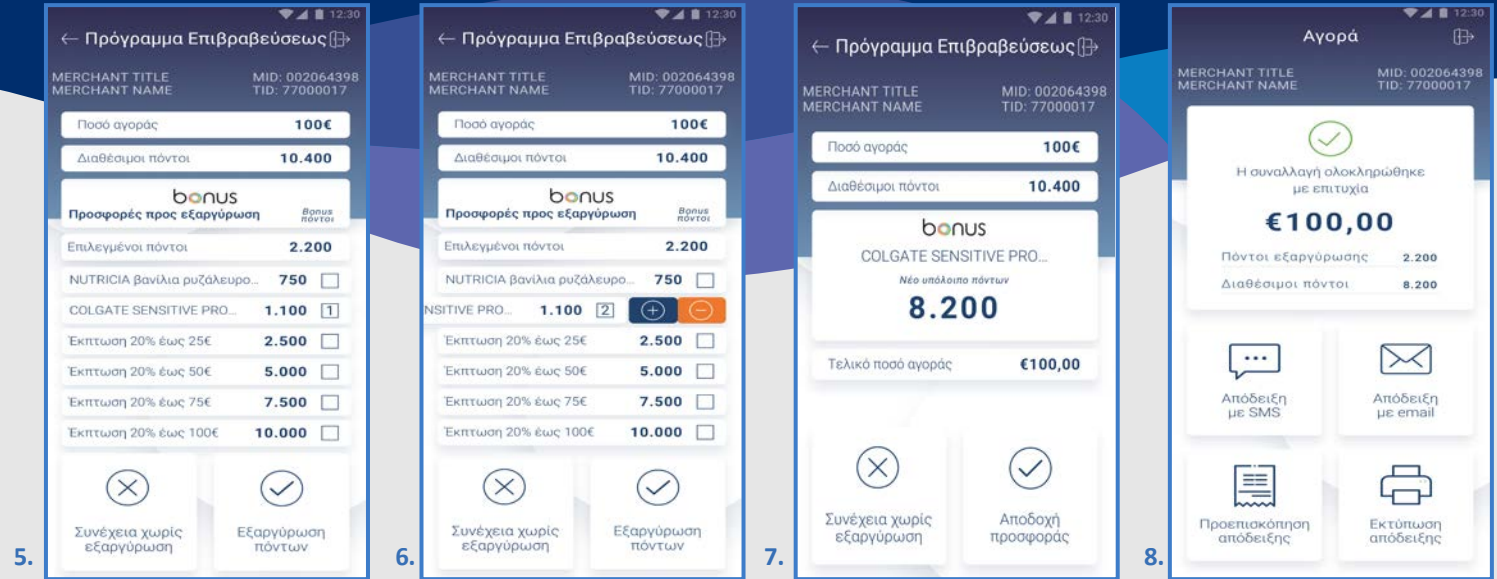 12:30
← Πρόγραμμα Επιβραβεύσεως
MERCHANT TITLE MID: 002064398
MERCHANT NAME TID: 77000017
Ποσό αγοράς 100€
Διαθέσιμοι πόντοι 10.400
bonus
Προσφορές προς εξαργύρωση Bonus πόντοι
Επιλεγμένοι πόντοι 2.200
NUTRICIA βανίλια ρυζάλευρο... 750
COLGATE SENSITIVE PRO... 1.100 1
Έκπτωση 20% έως 25€ 2.500
Έκπτωση 20% έως 50€ 5.000
Έκπτωση 20% έως 75€ 7.500
Έκπτωση 20% έως 100€ 10.000
Συνέχεια χωρίς
εξαργύρωση
Εξαργύρωση
πόντων
5.
12:30
← Πρόγραμμα Επιβραβεύσεως
MERCHANT TITLE MID: 002064398
MERCHANT NAME TID: 77000017
Ποσό αγοράς 100€
Διαθέσιμοι πόντοι 10.400
bonus
Προσφορές προς εξαργύρωση Bonus πόντοι
Επιλεγμένοι πόντοι 2.200
NUTRICIA βανίλια ρυζάλευρο... 750
NSITIVE PRO... 1.100 2 + −
Έκπτωση 20% έως 25€ 2.500
Έκπτωση 20% έως 50€ 5.000
Έκπτωση 20% έως 75€ 7.500
Έκπτωση 20% έως 100€ 10.000
Συνέχεια χωρίς
εξαργύρωση
Εξαργύρωση
πόντων
6.
12:30
← Πρόγραμμα Επιβραβεύσεως
MERCHANT TITLE MID: 002064398
MERCHANT NAME TID: 77000017
Ποσό αγοράς 100€
Διαθέσιμοι πόντοι 10.400
bonus
COLGATE SENSITIVE PRO...
Νέο υπόλοιπο πόντων
8.200
Τελικό ποσό αγοράς €100,00
Συνέχεια χωρίς
εξαργύρωση
Αποδοχή
προσφοράς
7.
12:30
Αγορά
MERCHANT TITLE MID: 002064398
MERCHANT NAME TID: 77000017
Η συναλλαγή ολοκληρώθηκε
με επιτυχία
€100,00
Πόντοι εξαργύρωσης 2.200
Διαθέσιμοι πόντοι 8.200
Απόδειξη
με SMS
Απόδειξη
με email
Προεπισκόπηση
απόδειξης
Εκτύπωση
απόδειξης
8.